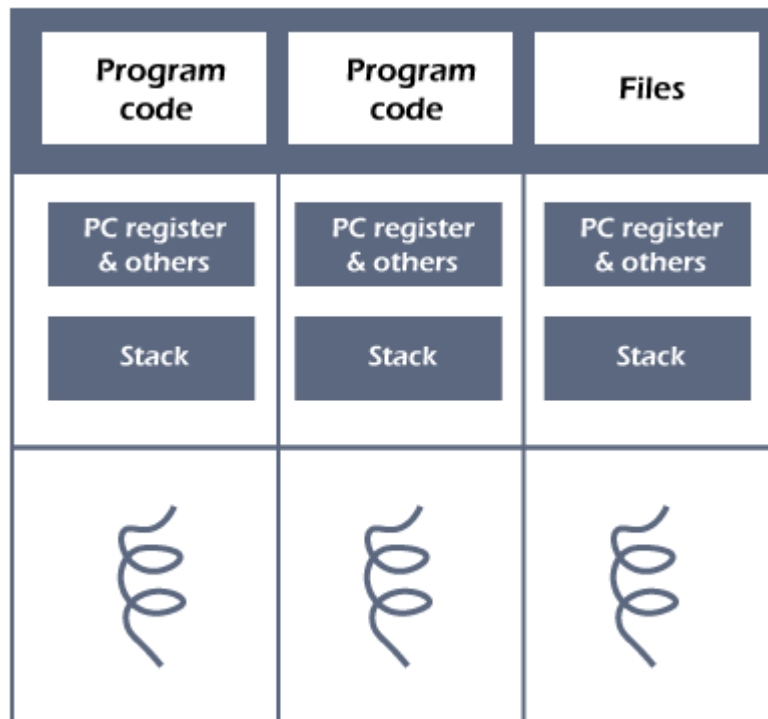 Program
code
Program
code
Files
PC register
& others
PC register
& others
PC register
& others
Stack
Stack
Stack